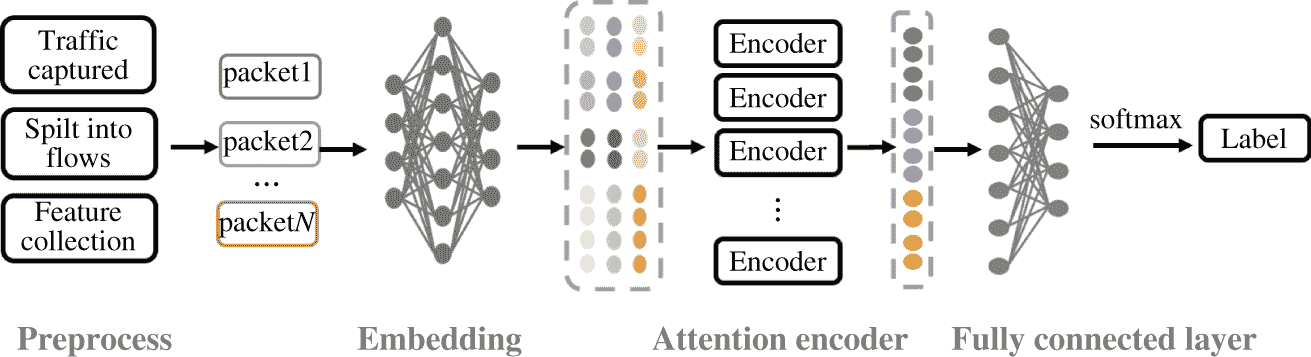 Traffic
captured
Spilt into
flows
Feature
collection
packet1
packet2
...
packetN
Encoder
Encoder
Encoder
⋮
Encoder
softmax
Label
Preprocess
Embedding
Attention encoder
Fully connected layer